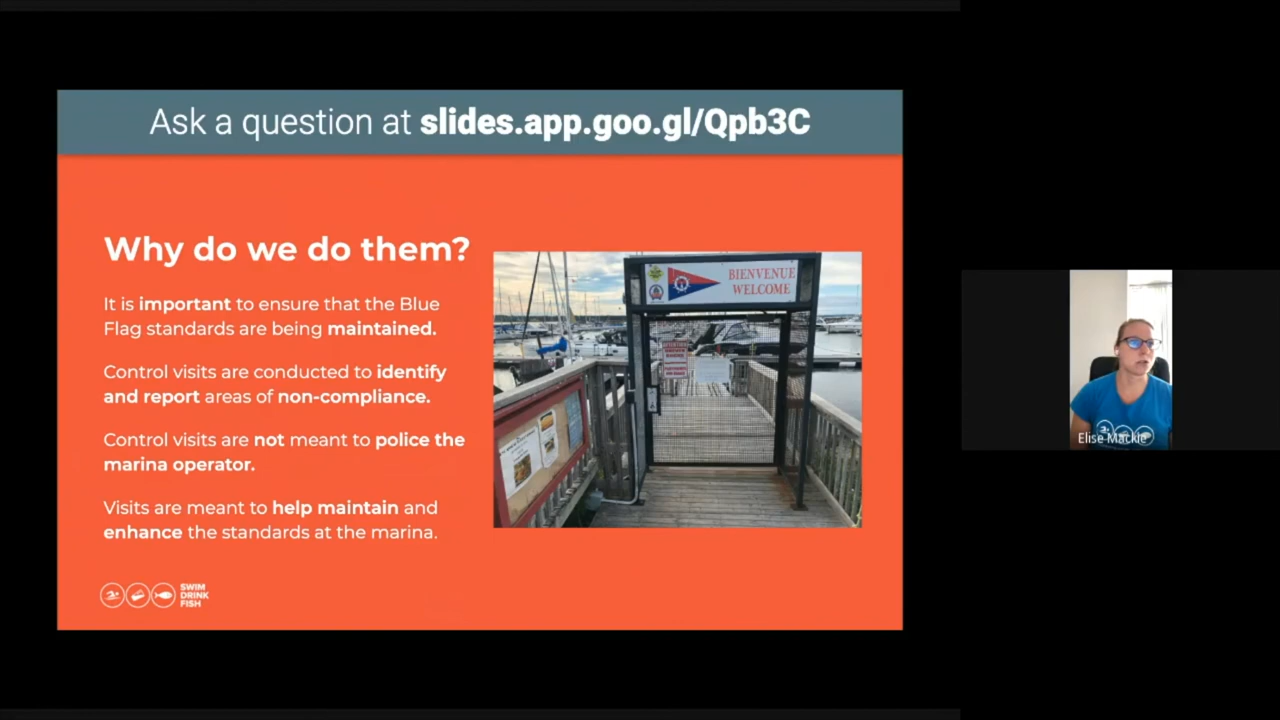 Ask a question at slides.app.goo.gl/Qpb3C
Why do we do them?
It is important to ensure that the Blue
Flag standards are being maintained.
Control visits are conducted to identify
and report areas of non-compliance.
Control visits are not meant to police the
marina operator.
Visits are meant to help maintain and
enhance the standards at the marina.
SWIM
DRINK
FISH
BIENVENUE
WELCOME
Elise Mackie